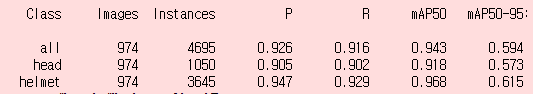 Class Images Instances P R mAP50 mAP50-95:
all 974 4695 0.926 0.916 0.943 0.594
head 974 1050 0.905 0.902 0.918 0.573
helmet 974 3645 0.947 0.929 0.968 0.615